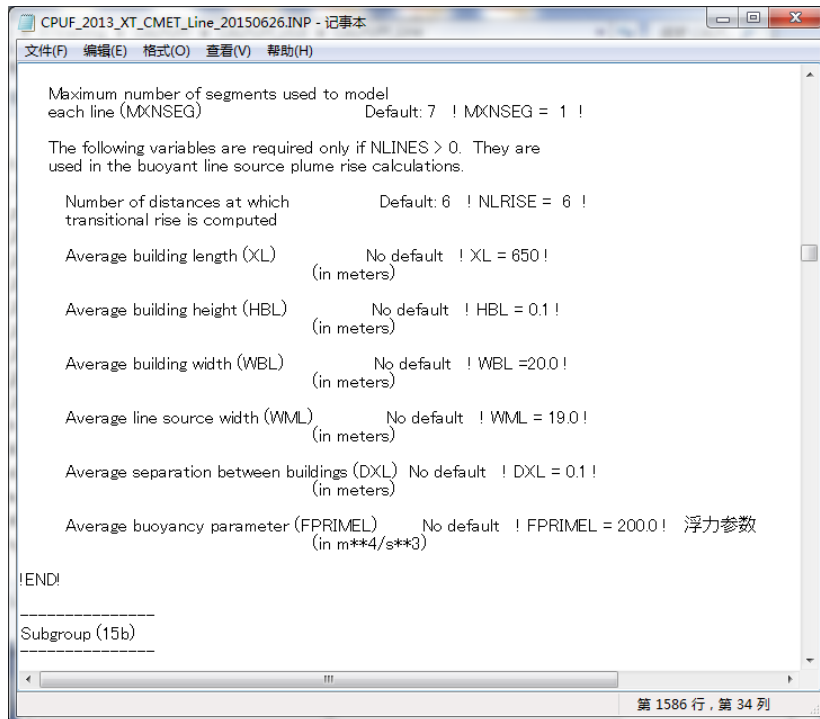 CPUF_2013_XT_CMET_Line_20150626.INP - 记事本
文件(F) 编辑(E) 格式(O) 查看(V) 帮助(H)
Maximum number of segments used to model
each line (MXNSEG) Default: 7 ! MXNSEG = 1 !
The following variables are required only if NLINES > 0. They are
used in the buoyant line source plume rise calculations.
Number of distances at which Default: 6 ! NLRISE = 6 !
transitional rise is computed
Average building length (XL) No default ! XL = 650 !
(in meters)
Average building height (HBL) No default ! HBL = 0.1 !
(in meters)
Average building width (WBL) No default ! WBL =20.0 !
(in meters)
Average line source width (WML) No default ! WML = 19.0 !
(in meters)
Average separation between buildings (DXL) No default ! DXL = 0.1 !
(in meters)
Average buoyancy parameter (FPRIMEL) No default ! FPRIMEL = 200.0 ! 浮力参数
(in m**4/s**3)
!END!
---------------
Subgroup (15b)
---------------
第 1586 行，第 34 列